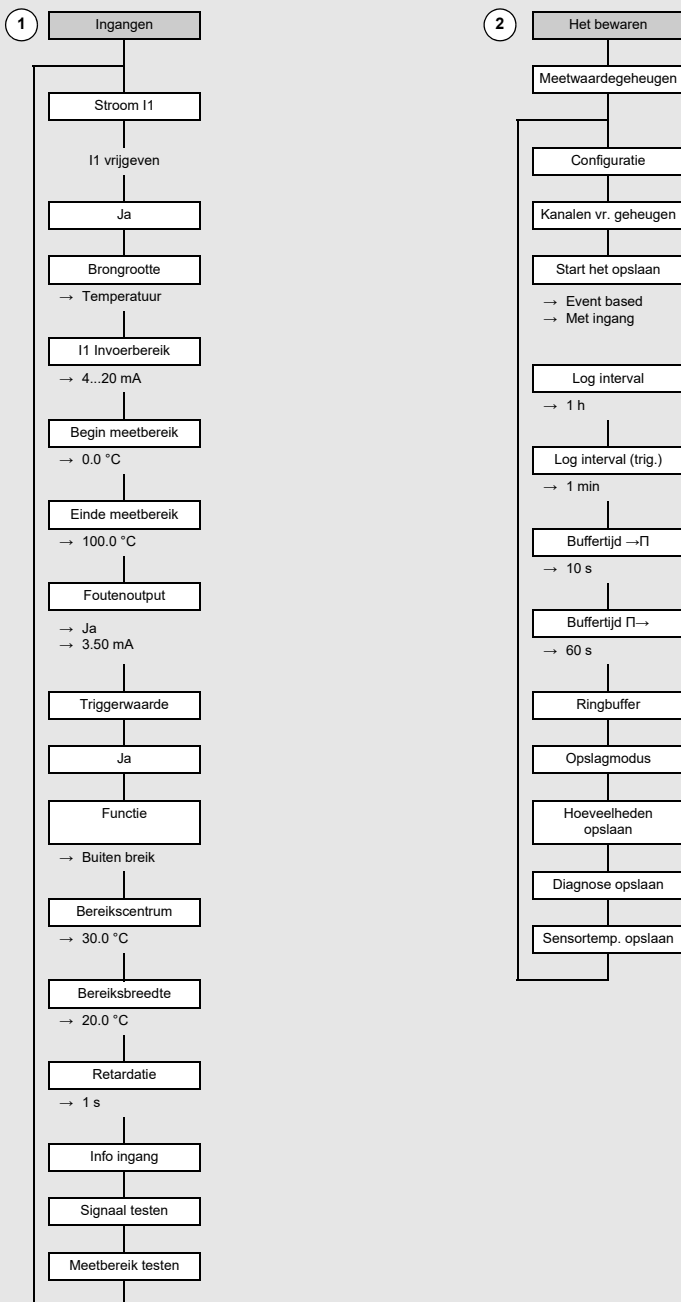 1
Ingangen
Stroom I1
I1 vrijgeven
Ja
Brongrootte
→ Temperatuur
I1 Invoerbereik
→ 4...20 mA
Begin meetbereik
→ 0.0 °C
Einde meetbereik
→ 100.0 °C
Foutenoutput
→ Ja
→ 3.50 mA
Triggerwaarde
Ja
Functie
→ Buiten breik
Bereikscentrum
→ 30.0 °C
Bereiksbreedte
→ 20.0 °C
Retardatie
→ 1 s
Info ingang
Signaal testen
Meetbereik testen
2
Het bewaren
Meetwaardegeheugen
Configuratie
Kanalen vr. geheugen
Start het opslaan
→ Event based
→ Met ingang
Log interval
→ 1 h
Log interval (trig.)
→ 1 min
Buffertijd →Π
→ 10 s
Buffertijd Π→
→ 60 s
Ringbuffer
Opslagmodus
Hoeveelheden
opslaan
Diagnose opslaan
Sensortemp. opslaan